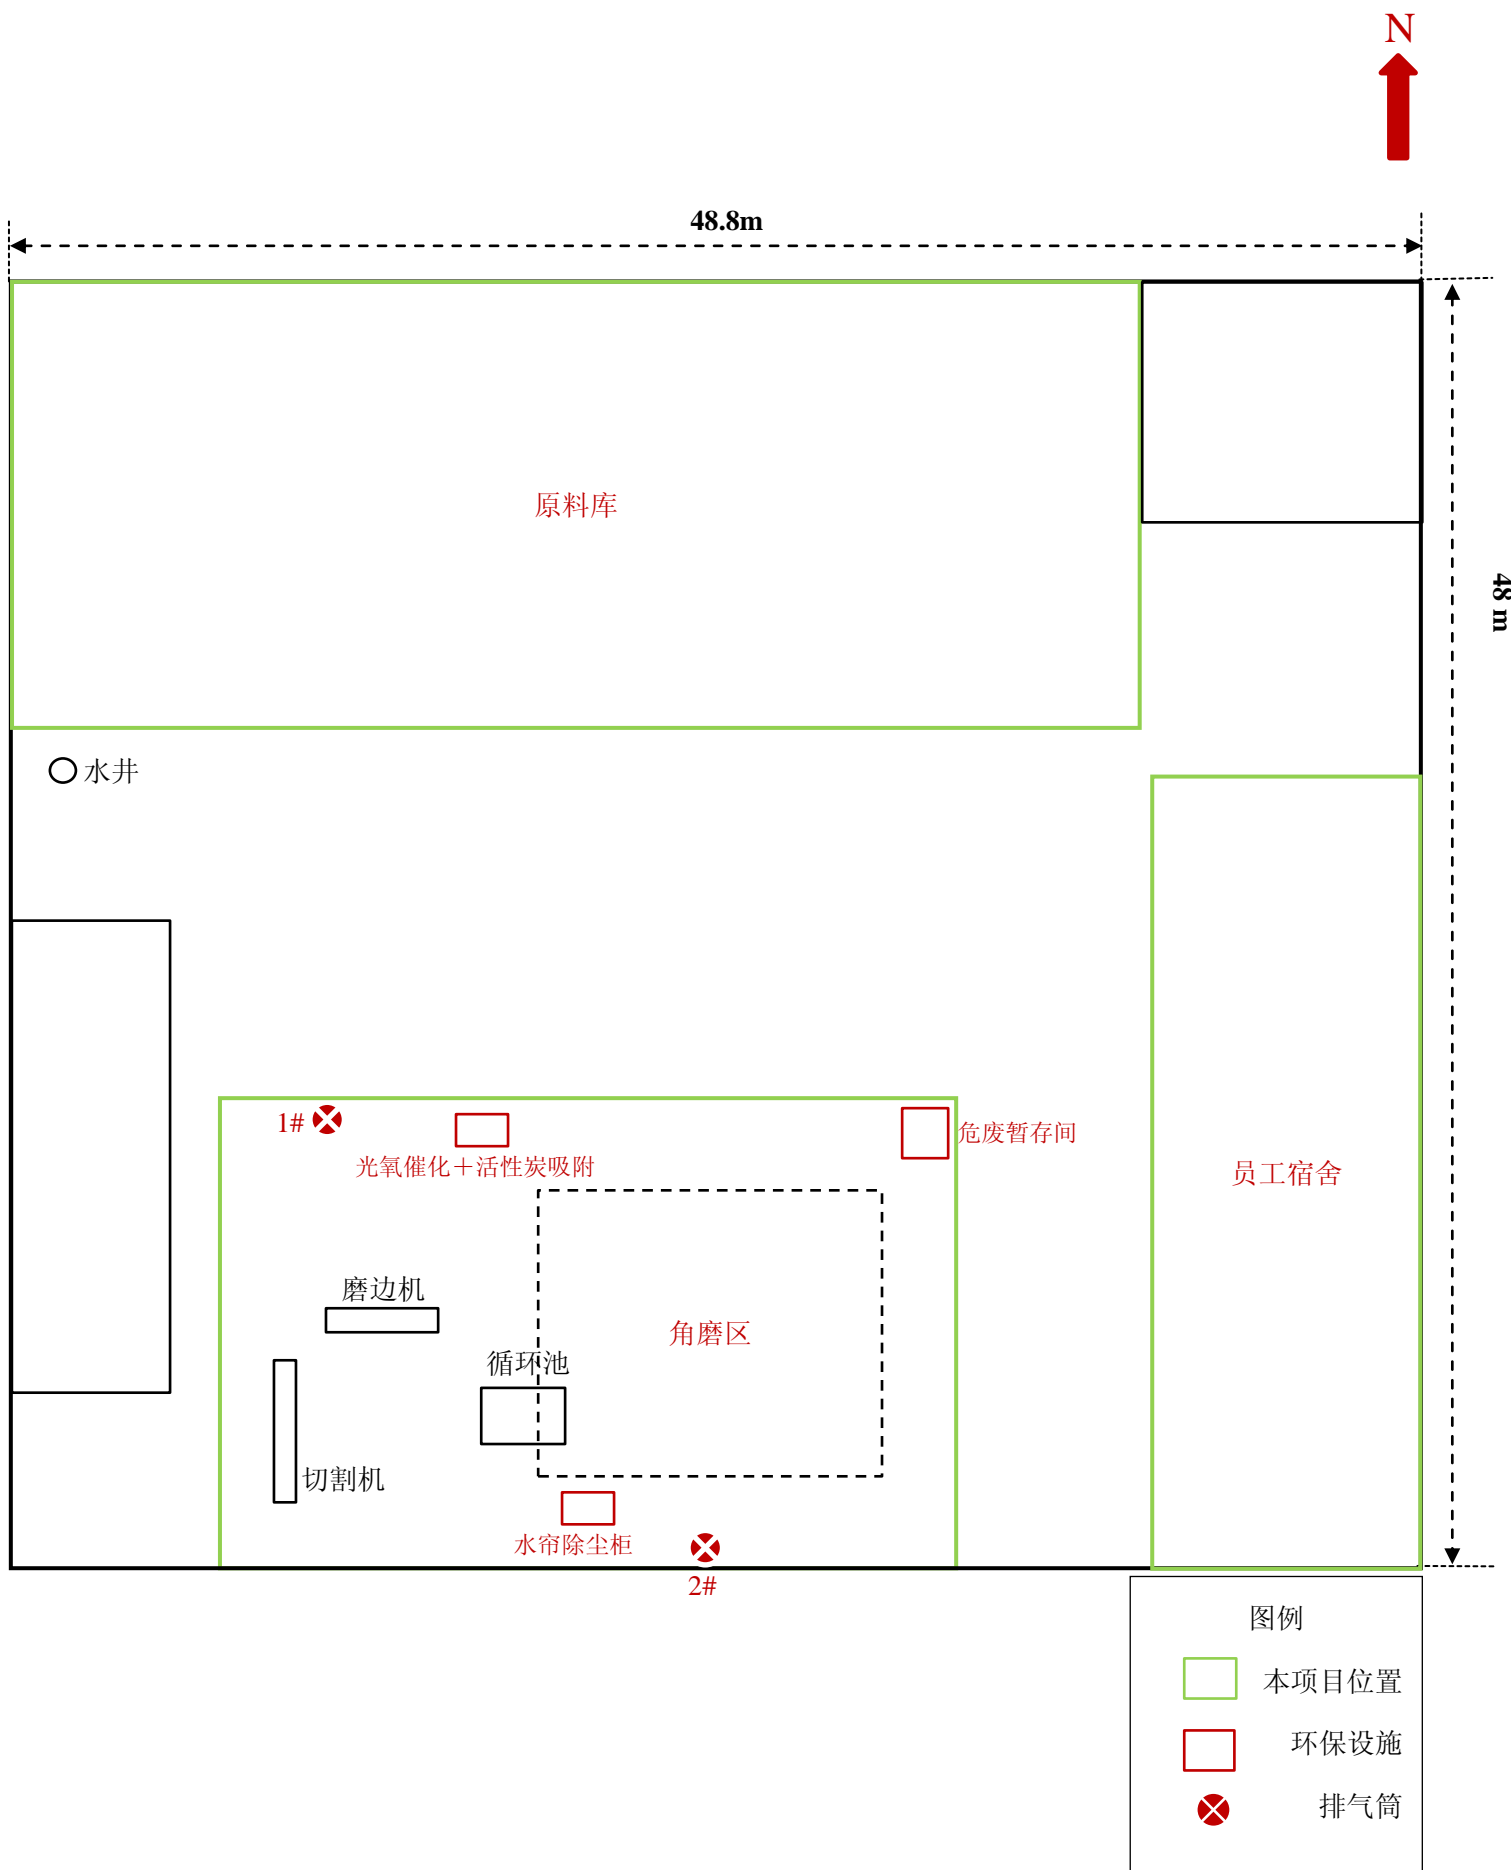 N
48.8m
48 m
原料库
水井
1#
光氧催化＋活性炭吸附
危废暂存间
员工宿舍
磨边机
角磨区
循环池
切割机
水帘除尘柜
2#
图例
本项目位置
环保设施
排气筒